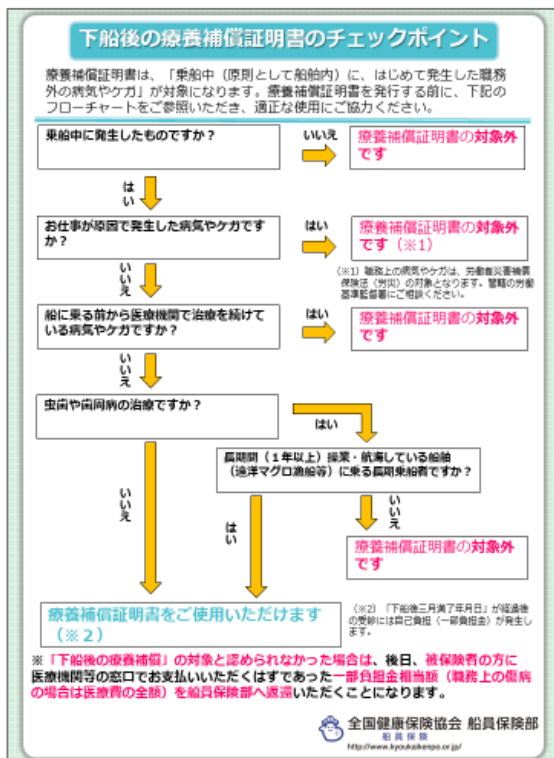 下船後の療養補償証明書のチェックポイント
療養補償証明書は、「乗船中（原則として船舶内）に、はじめて発生した職務
外の病気やケガ」が対象になります。療養補償証明書を発行する前に、下記の
フローチャートをご参照いただき、適正な使用にご協力ください。
乗船中に発生したものですか？
いいえ
療養補償証明書の対象外
です
はい
お仕事が原因で発生した病気やケガです
か？
はい
療養補償証明書の対象外
です（※1）
（※1）職務上の病気やケガは、労働者災害補償
保険法（労災）の対象となります。管轄の労働
基準監督署にご相談ください。
いいえ
船に乗る前から医療機関で治療を続けて
いる病気やケガですか？
はい
療養補償証明書の対象外
です
いいえ
虫歯や歯周病の治療ですか？
はい
長期間（1年以上）操業・航海している船舶
（遠洋マグロ漁船等）に乗る長期乗船者ですか？
いいえ
はい
いいえ
療養補償証明書の対象外
です
療養補償証明書をご使用いただけます
（※２）
（※2）「下船後三月満了年月日」が経過後
の受診には自己負担（一部負担金）が発生し
ます。
※「下船後の療養補償」の対象と認められなかった場合は、後日、被保険者の方に
医療機関等の窓口でお支払いいただくはずであった一部負担金相当額（職務上の傷病
の場合は医療費の全額）を船員保険部へ返還いただくことになります。
全国健康保険協会 船員保険部
船員保険
http://www.kyoukaikenpo.or.jp/